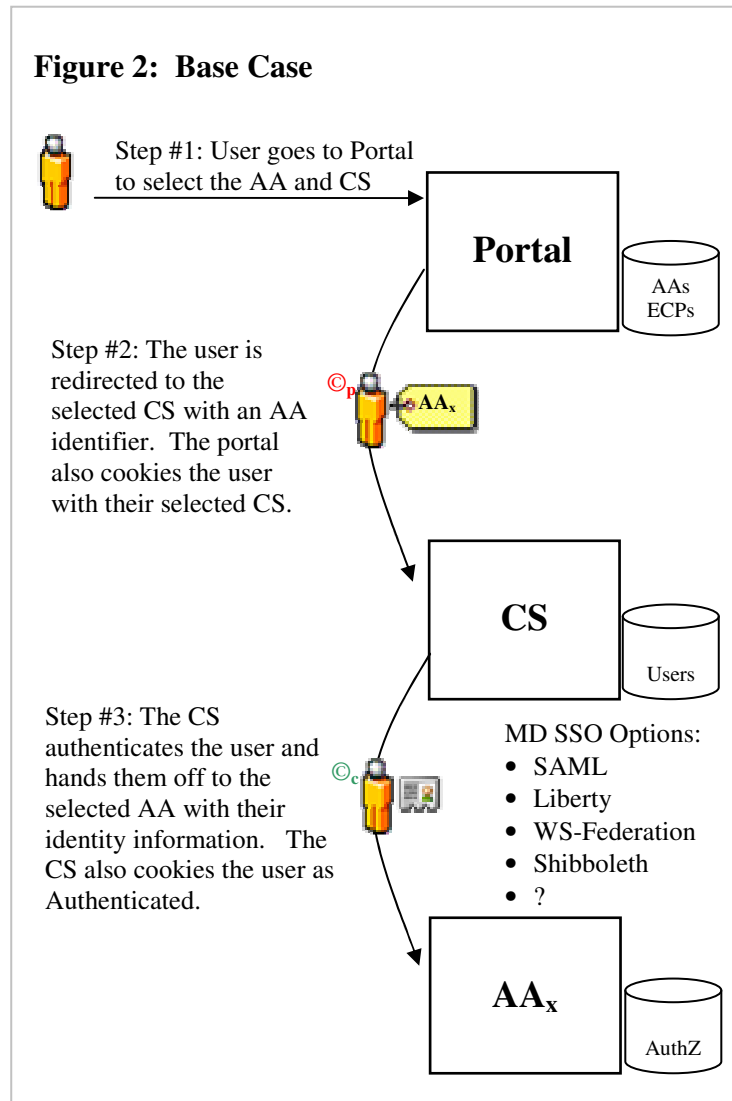 Figure 2:  Base Case
Step #1: User goes to Portal
to select the AA and CS
Portal
AAs
ECPs
Step #2: The user is
redirected to the
selected CS with an AA
identifier.  The portal
also cookies the user
with their selected CS.
©p
AAx
CS
Users
Step #3: The CS
authenticates the user and
hands them off to the
selected AA with their
identity information.   The
CS also cookies the user as
Authenticated.
©c
MD SSO Options:
• SAML
• Liberty
• WS-Federation
• Shibboleth
• ?
AAx
AuthZ